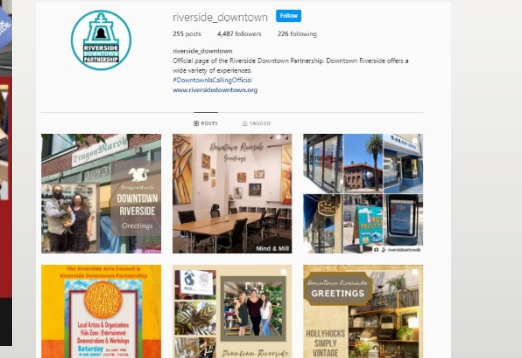 riverside_downtown Follow
255 posts 4,487 followers 226 following
riverside_downtown
Official page of the Riverside Downtown Partnership. Downtown Riverside offers a
wide variety of experiences.
#DowntownIsCallingOfficial
www.riversidedowntown.org
RIVERSIDE
DOWNTOWN
PARTNERSHIP
POSTS TAGGED
DragonMarsh
DragonMarsh
DOWNTOWN
RIVERSIDE
Greetings
Downtown Riverside
Greetings
Mind & Mill
The Riverside Arts Council &
Riverside Downtown Partnership
Local Artists & Organizations
Kids Zone | Entertainment
Demonstrations & Workshops
Saturday
Downtown Riverside
Downtown Riverside
GREETINGS
HOLLYHOCKS
SIMPLY
VINTAGE